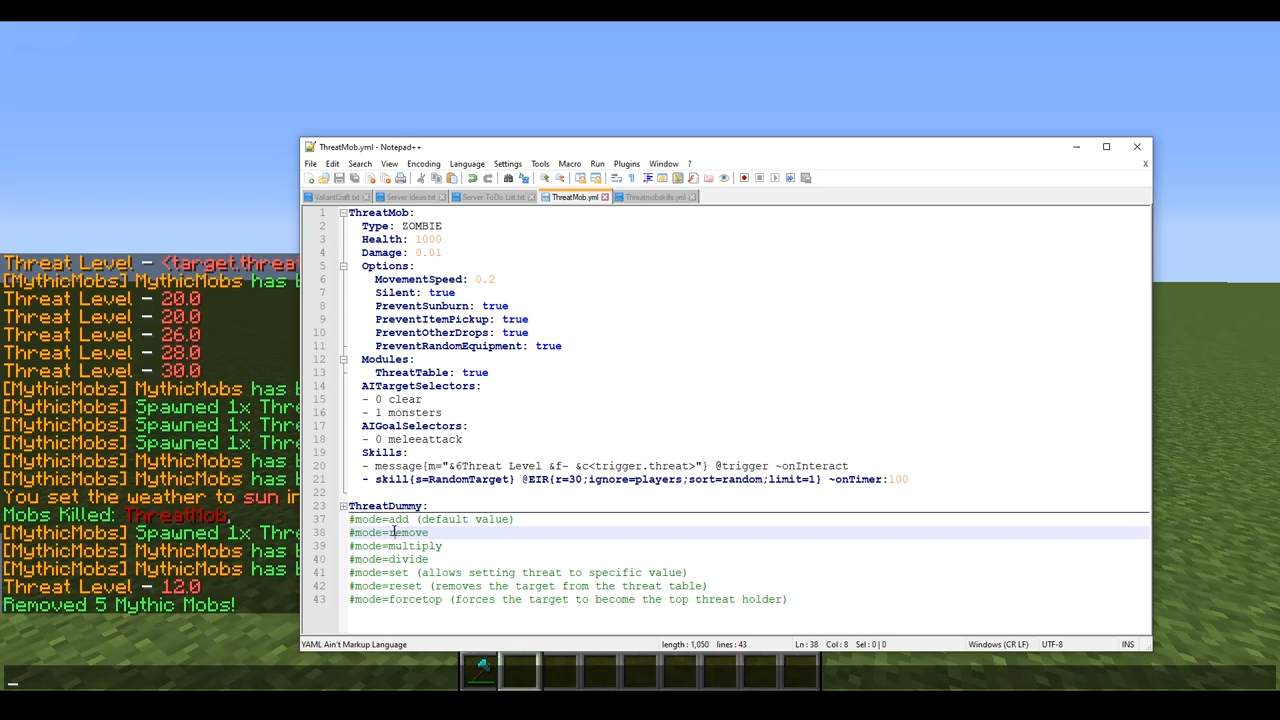 ThreatMob.yml - Notepad++
File Edit Search View Encoding Language Settings Tools Macro Run Plugins Window ? X
ValiantCraft.txt Server Ideas.txt Server ToDo List.txt ThreatMob.yml Threatmobskills.yml
1 ThreatMob:
2 Type: ZOMBIE
3 Health: 1000
4 Damage: 0.01
5 Options:
6 MovementSpeed: 0.2
7 Silent: true
8 PreventSunburn: true
9 PreventItemPickup: true
10 PreventOtherDrops: true
11 PreventRandomEquipment: true
12 Modules:
13 ThreatTable: true
14 AITargetSelectors:
15 - 0 clear
16 - 1 monsters
17 AIGoalSelectors:
18 - 0 meleeattack
19 Skills:
20 - message{m="&6Threat Level &f- &c<trigger.threat>"} @trigger ~onInteract
21 - skill{s=RandomTarget} @EIR{r=30;ignore=players;sort=random;limit=1} ~onTimer:100
22
23 ThreatDummy:
37 #mode=add (default value)
38 #mode=remove
39 #mode=multiply
40 #mode=divide
41 #mode=set (allows setting threat to specific value)
42 #mode=reset (removes the target from the threat table)
43 #mode=forcetop (forces the target to become the top threat holder)
YAML Ain't Markup Language length : 1,050 lines : 43 Ln : 38 Col : 8 Sel : 0 | 0 Windows (CR LF) UTF-8 INS
Threat Level - <target.threa
[MythicMobs] MythicMobs has b
Threat Level - 20.0
Threat Level - 20.0
Threat Level - 26.0
Threat Level - 28.0
Threat Level - 30.0
[MythicMobs] MythicMobs has b
[MythicMobs] Spawned 1x Thre
[MythicMobs] Spawned 1x Thre
[MythicMobs] Spawned 1x Thre
[MythicMobs] MythicMobs has b
[MythicMobs] MythicMobs has b
You set the weather to sun in
Mobs Killed: ThreatMob,
[MythicMobs] Spawned 1x Thre
[MythicMobs] MythicMobs has b
[MythicMobs] MythicMobs has b
Threat Level - 12.0
Removed 5 Mythic Mobs!